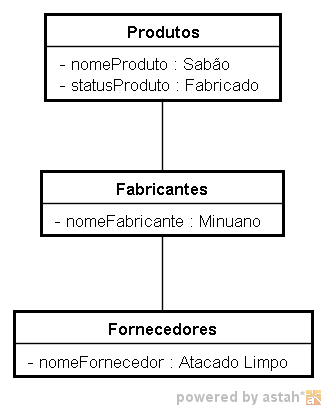 Produtos
- nomeProduto : Sabão
- statusProduto : Fabricado
Fabricantes
- nomeFabricante : Minuano
Fornecedores
- nomeFornecedor : Atacado Limpo
powered by astah*